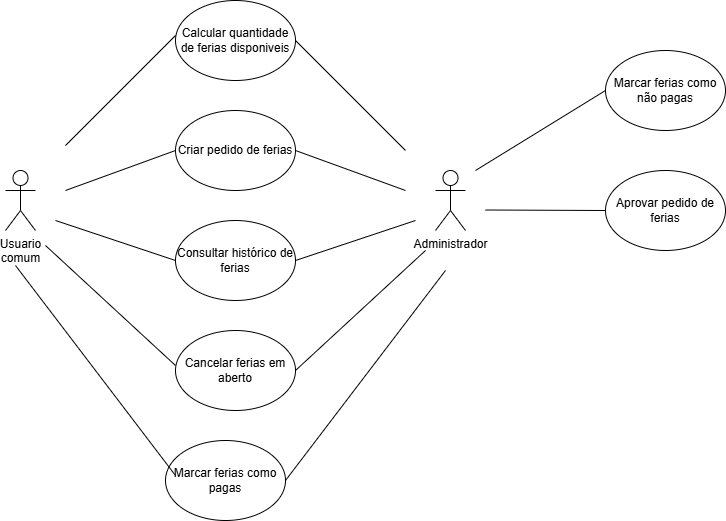 Calcular quantidade
de ferias disponiveis
Marcar ferias como
não pagas
Criar pedido de ferias
Aprovar pedido de
ferias
Usuario
comum
Administrador
Consultar histórico de
ferias
Cancelar ferias em
aberto
Marcar ferias como
pagas